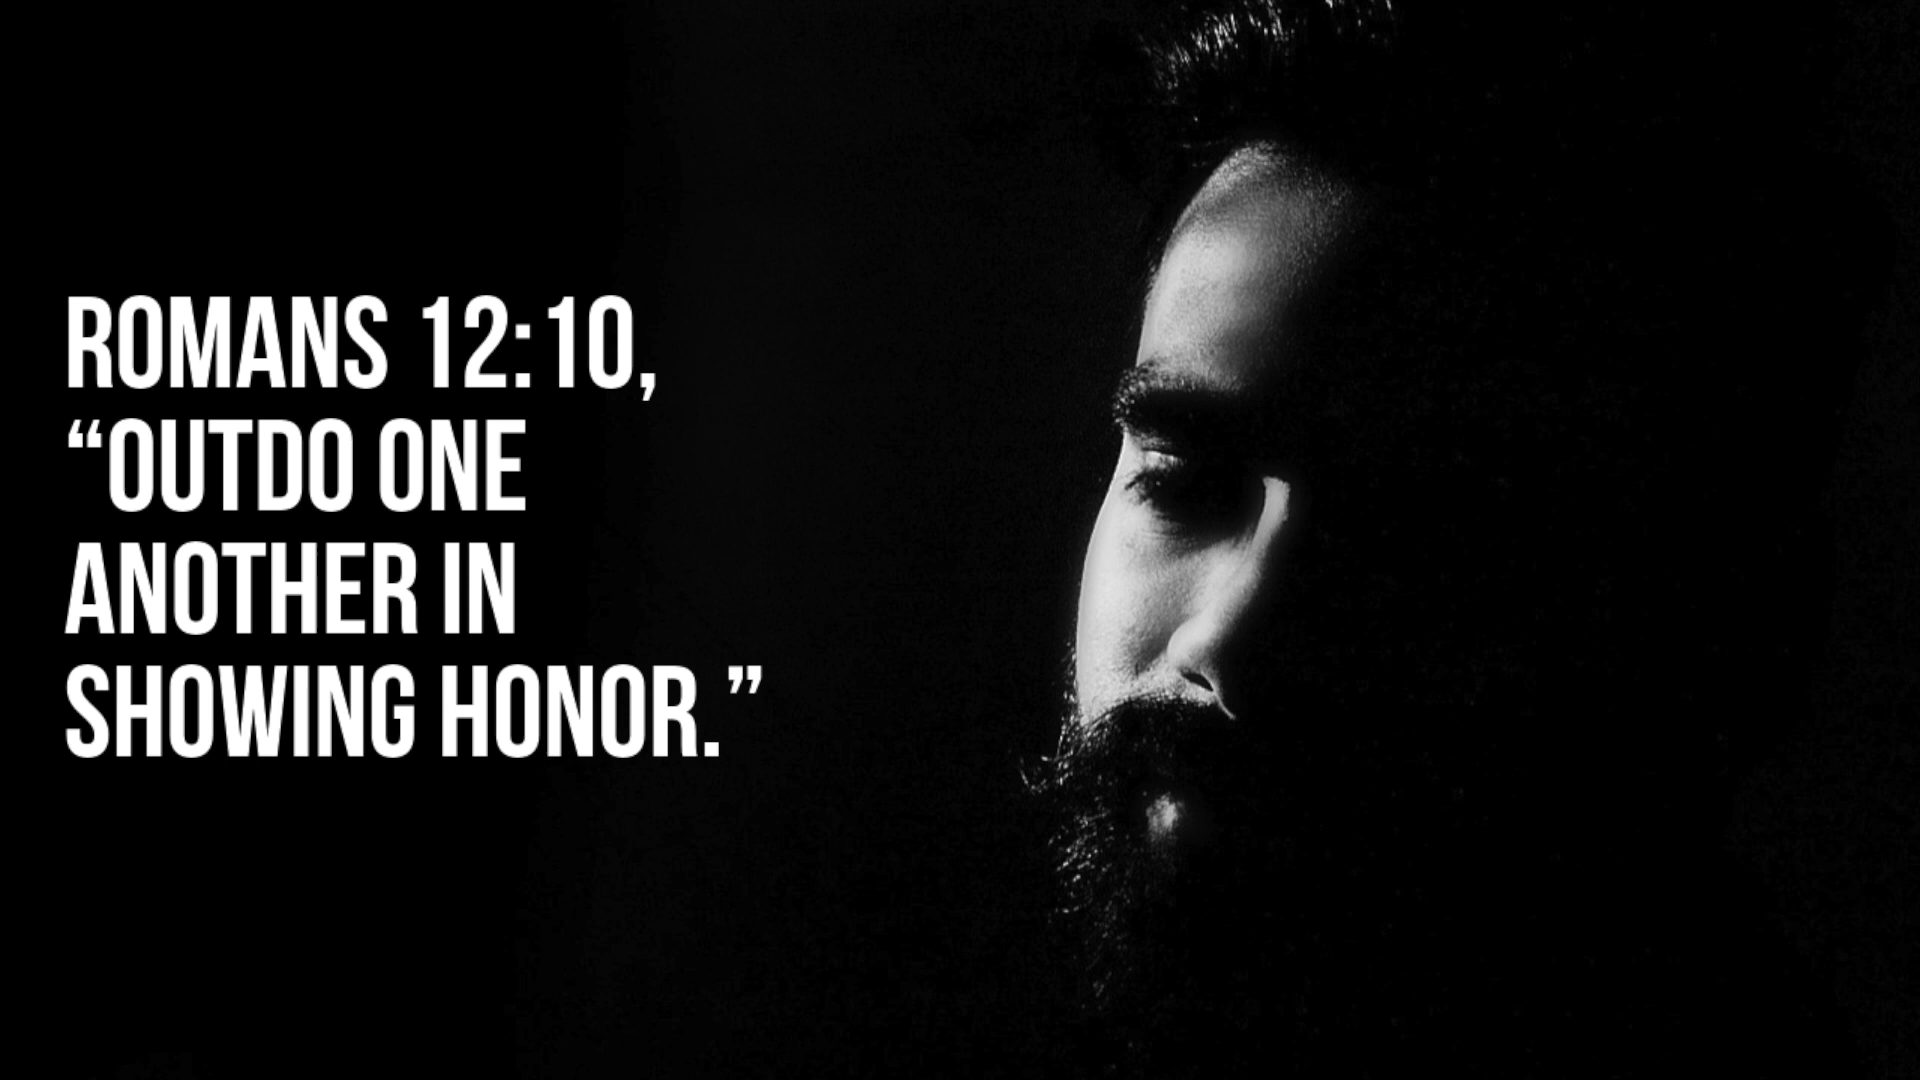 ROMANS 12:10,
“OUTDO ONE
ANOTHER IN
SHOWING HONOR.”